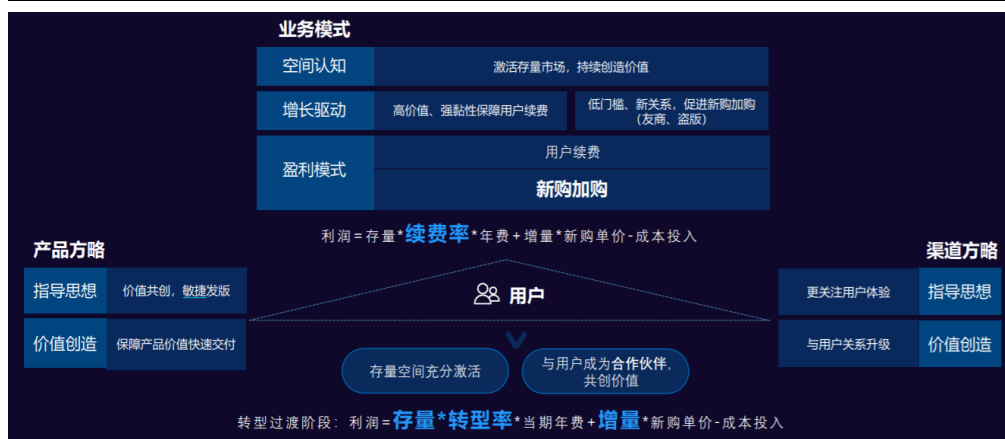 业务模式
空间认知
激活存量市场，持续创造价值
增长驱动
高价值、强黏性保障用户续费
低门槛、新关系，促进新购加购
（友商、盗版）
盈利模式
用户续费
新购加购
利润=存量*续费率*年费+增量*新购单价-成本投入
产品方略
指导思想
价值共创，敏捷发版
价值创造
保障产品价值快速交付
用户
渠道方略
更关注用户体验
指导思想
与用户关系升级
价值创造
存量空间充分激活
与用户成为合作伙伴，
共创价值
转型过渡阶段：利润=存量*转型率*当期年费+增量*新购单价-成本投入